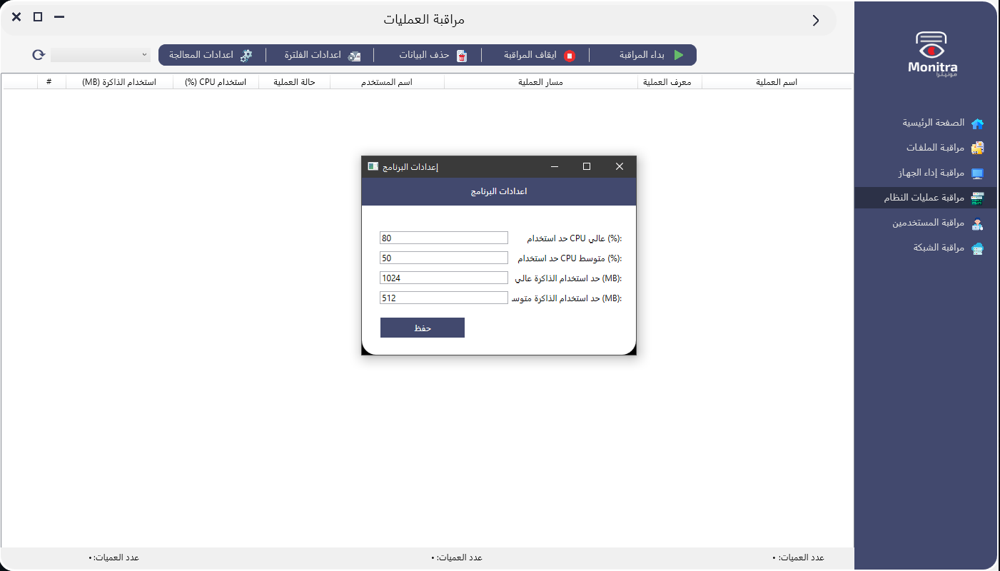 مراقبة العمليات
Monitra
مونيترا
الصفحة الرئيسية
مراقبة الملفات
مراقبة إداء الجهاز
مراقبة عمليات النظام
مراقبة المستخدمين
مراقبة الشبكة
بداء المراقبة
ايقاف المراقبة
حذف البيانات
اعدادات الفلترة
اعدادات المعالجة
اسم العملية
معرف العملية
مسار العملية
اسم المستخدم
حالة العملية
استخدام CPU (%)
استخدام الذاكرة (MB)
#
إعدادات البرنامج
اعدادات البرنامج
حد استخدام CPU عالي (%):
80
حد استخدام CPU متوسط (%):
50
حد استخدام الذاكرة عالي (MB):
1024
حد استخدام الذاكرة متوس (MB):
512
حفظ
عدد العميات: ٠
عدد العميات: ٠
عدد العميات: ٠